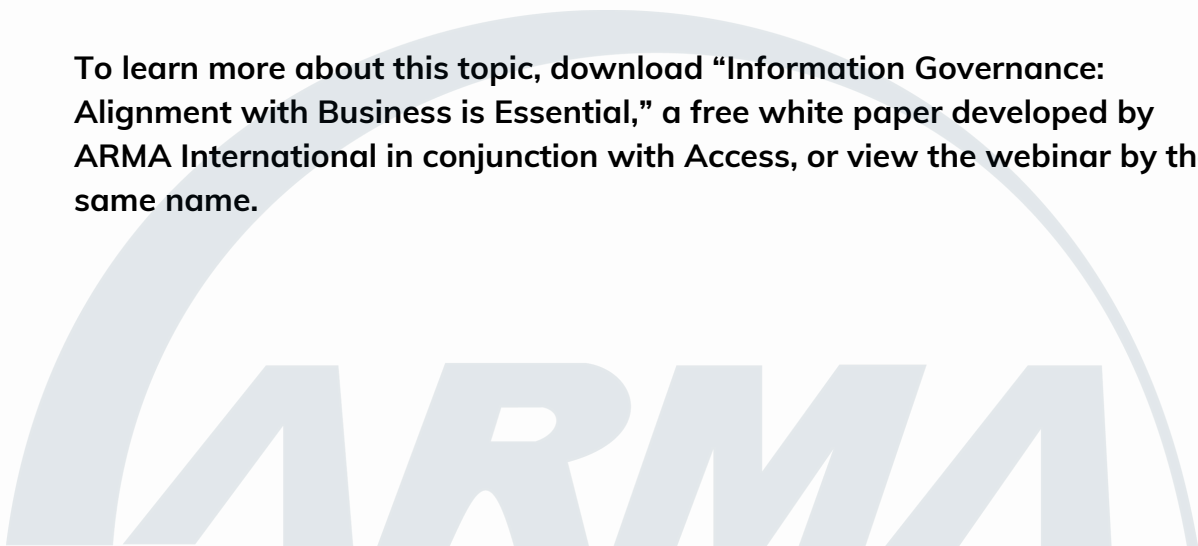 To learn more about this topic, download “Information Governance:
Alignment with Business is Essential,” a free white paper developed by
ARMA International in conjunction with Access, or view the webinar by th
same name.
ARMA